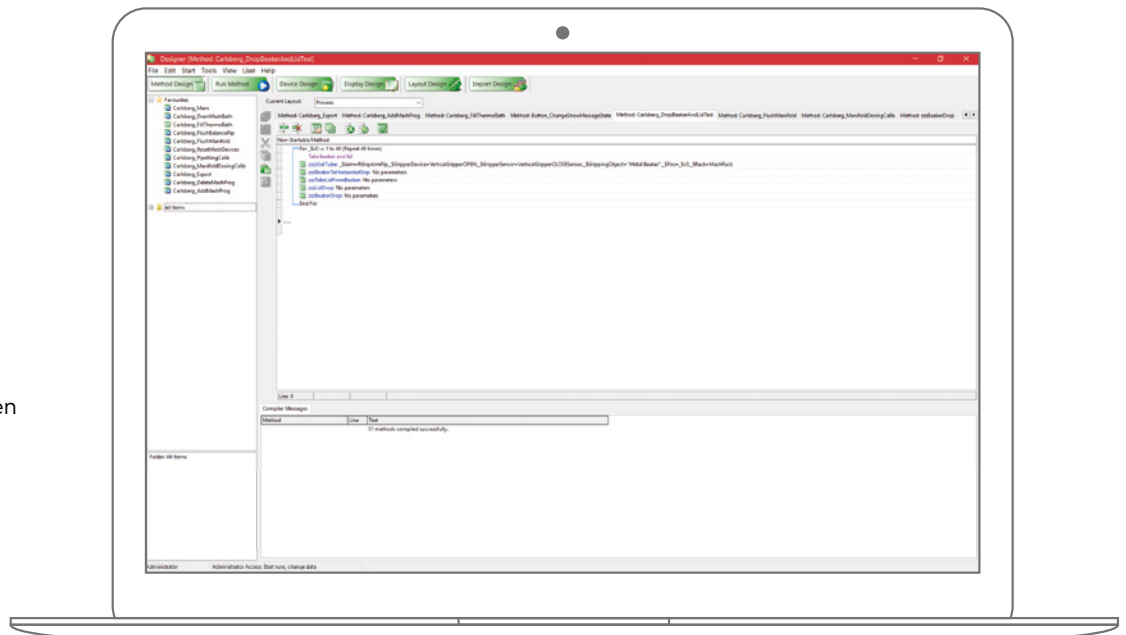 Designer [Method: Carlsberg_DropBeakerAndLidTest]
File Edit Start Tools View User Help
Method Design Run Method Device Design Display Design Layout Design Import Design
Favourites
Carlsberg_Main
Carlsberg_DrainMashBath
Carlsberg_FillThermoBath
Carlsberg_FlushBalancePip
Carlsberg_FlushManifold
Carlsberg_ResetMashDevices
Carlsberg_PipettingCalib
Carlsberg_ManifoldDosingCalib
Carlsberg_Export
Carlsberg_DeleteMashProg
Carlsberg_AddMashProg
All Items
Current Layout: Process
Method: Carlsberg_Export Method: Carlsberg_AddMashProg Method: Carlsberg_FillThermoBath Method: Button_ChangeShowMessageState Method: Carlsberg_DropBeakerAndLidTest Method: Carlsberg_FlushManifold Method: Carlsberg_ManifoldDosingCalib Method: zzzBeakerDrop
Non-Startable Method
Take beaker and lid
No parameters
No parameters
No parameters
No parameters
End For
Line: 1
Compiler Messages
Method Line Text
51 methods compiled successfully.
en
Folder: All Items
Administrator Administrator Access: Start runs, change data